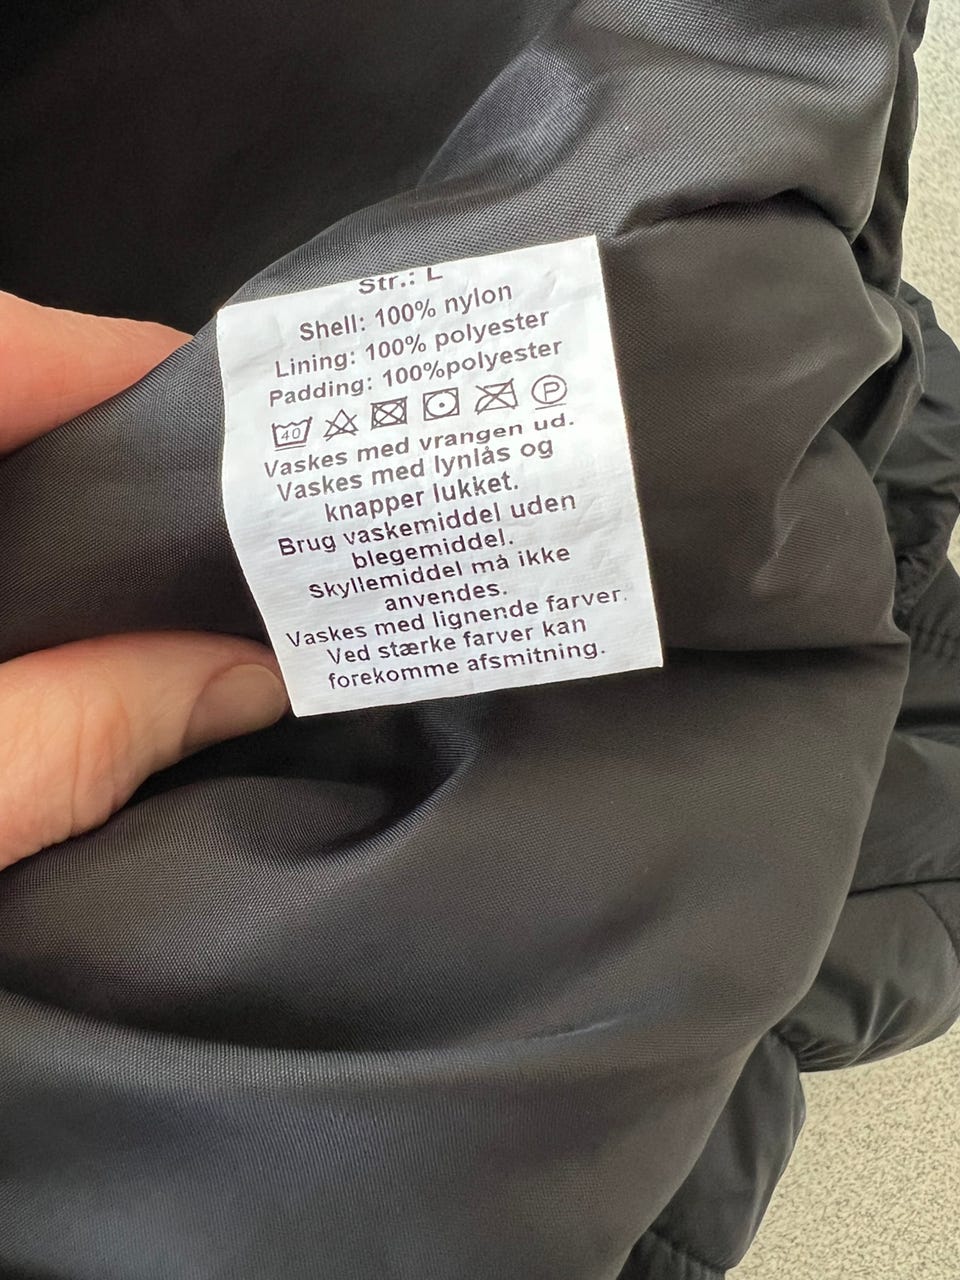 Str.: L
Shell: 100% nylon
Lining: 100% polyester
Padding: 100%polyester
40 P
Vaskes med vrangen ud.
Vaskes med lynlås og
knapper lukket.
Brug vaskemiddel uden
blegemiddel.
Skyllemiddel må ikke
anvendes.
Vaskes med lignende farver.
Ved stærke farver kan
forekomme afsmitning.